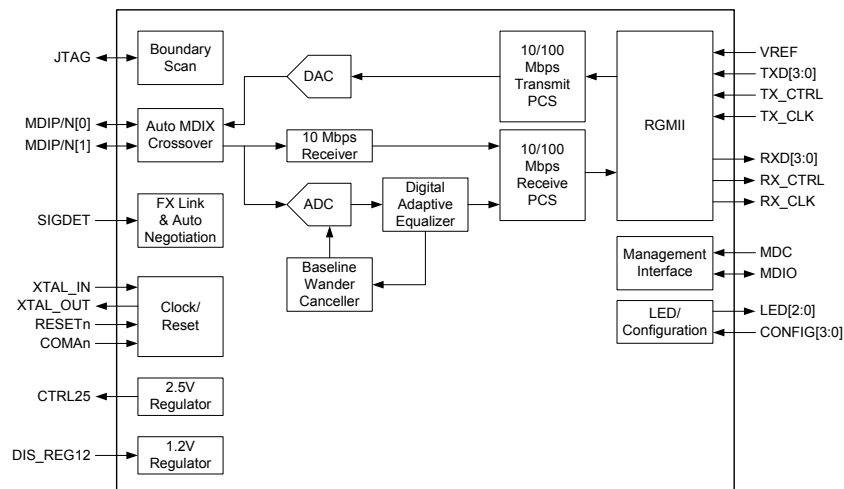 JTAG
Boundary
Scan
DAC
10/100
Mbps
Transmit
PCS
RGMII
VREF
TXD[3:0]
TX_CTRL
TX_CLK
MDIP/N[0]
MDIP/N[1]
Auto MDIX
Crossover
10 Mbps
Receiver
10/100
Mbps
Receive
PCS
RXD[3:0]
RX_CTRL
RX_CLK
SIGDET
FX Link
& Auto
Negotiation
ADC
Digital
Adaptive
Equalizer
Baseline
Wander
Canceller
Management
Interface
MDC
MDIO
XTAL_IN
XTAL_OUT
RESETn
COMAn
Clock/
Reset
LED/
Configuration
LED[2:0]
CONFIG[3:0]
CTRL25
2.5V
Regulator
DIS_REG12
1.2V
Regulator